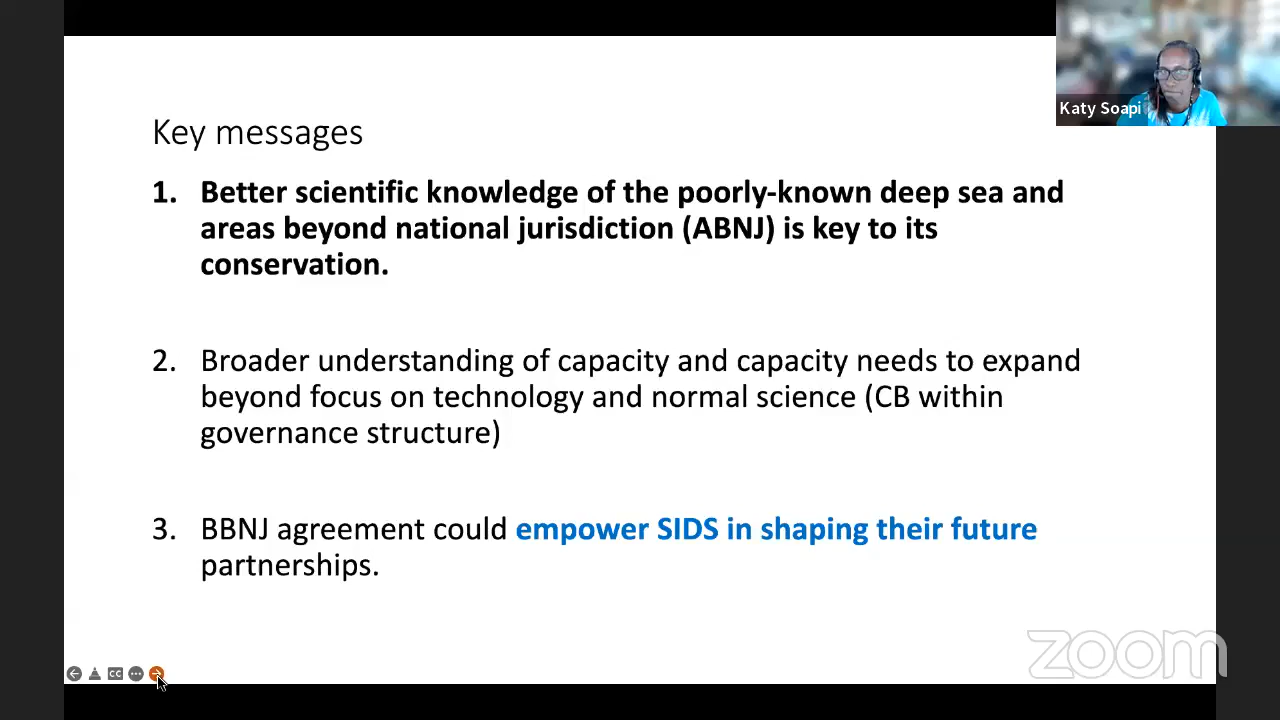 Katy Soapi
Key messages
1. Better scientific knowledge of the poorly-known deep sea and
areas beyond national jurisdiction (ABNJ) is key to its
conservation.
2. Broader understanding of capacity and capacity needs to expand
beyond focus on technology and normal science (CB within
governance structure)
3. BBNJ agreement could empower SIDS in shaping their future
partnerships.
CC
zoom